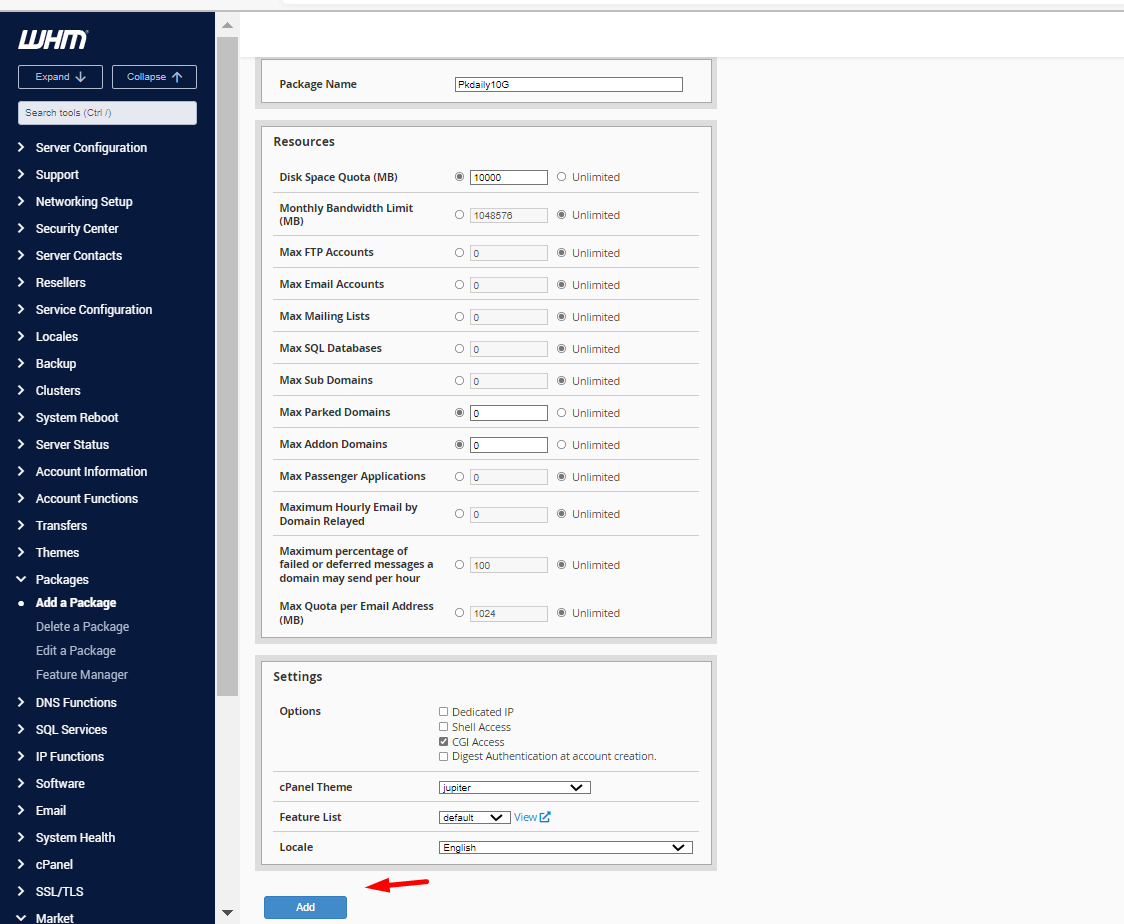 WHM
Expand
Collapse
Search tools (Ctrl /)
Server Configuration
Support
Networking Setup
Security Center
Server Contacts
Resellers
Service Configuration
Locales
Backup
Clusters
System Reboot
Server Status
Account Information
Account Functions
Transfers
Themes
Packages
Add a Package
Delete a Package
Edit a Package
Feature Manager
DNS Functions
SQL Services
IP Functions
Software
Email
System Health
cPanel
SSL/TLS
Market
Package Name Pkdaily10G
Resources
Disk Space Quota (MB) 10000 Unlimited
Monthly Bandwidth Limit
(MB) 1048576 Unlimited
Max FTP Accounts 0 Unlimited
Max Email Accounts 0 Unlimited
Max Mailing Lists 0 Unlimited
Max SQL Databases 0 Unlimited
Max Sub Domains 0 Unlimited
Max Parked Domains 0 Unlimited
Max Addon Domains 0 Unlimited
Max Passenger Applications 0 Unlimited
Maximum Hourly Email by
Domain Relayed 0 Unlimited
Maximum percentage of
failed or deferred messages a 100 Unlimited
domain may send per hour
Max Quota per Email Address
(MB) 1024 Unlimited
Settings
Options
Dedicated IP
Shell Access
CGI Access
Digest Authentication at account creation.
cPanel Theme jupiter
Feature List default View
Locale English
Add